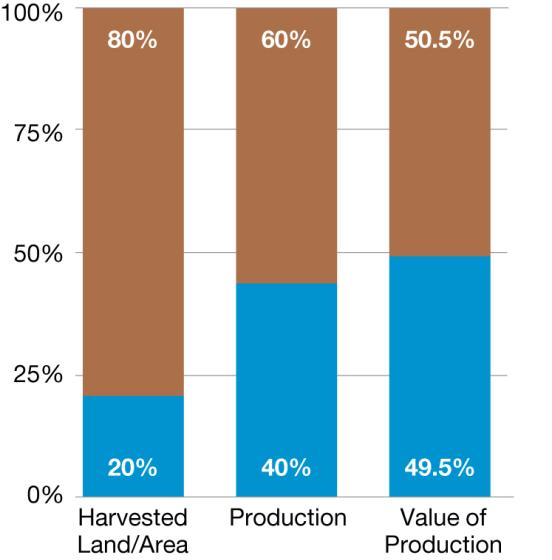 100%
75%
50%
25%
0%
80%
60%
50.5%
20%
40%
49.5%
Harvested
Land/Area
Production
Value of
Production